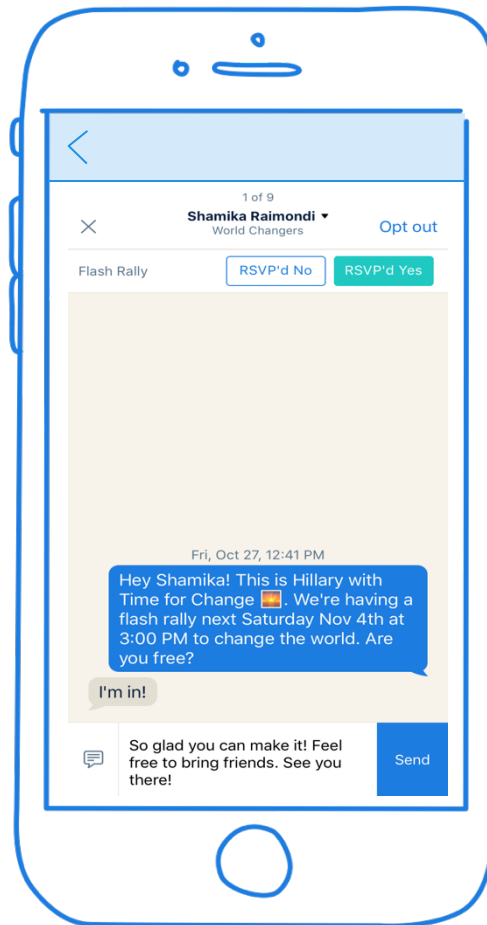 1 of 9
Shamika Raimondi
World Changers
Opt out
Flash Rally
RSVP'd No
RSVP'd Yes
Fri, Oct 27, 12:41 PM
Hey Shamika! This is Hillary with
Time for Change 🌅. We're having a
flash rally next Saturday Nov 4th at
3:00 PM to change the world. Are
you free?
I'm in!
So glad you can make it! Feel
free to bring friends. See you
there!
Send